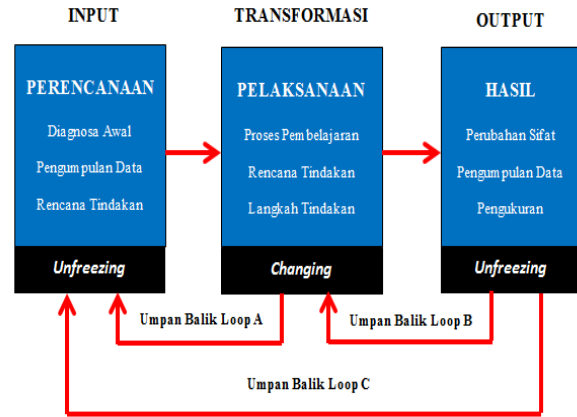 INPUT
TRANSFORMASI
OUTPUT
PERENCANAAN
Diagnosa Awal
Pengumpulan Data
Rencana Tindakan
Unfreezing
PELAKSANAAN
Proses Pembelajaran
Rencana Tindakan
Langkah Tindakan
Changing
HASIL
Perubahan Sifat
Pengumpulan Data
Pengukuran
Unfreezing
Umpan Balik Loop A
Umpan Balik Loop B
Umpan Balik Loop C